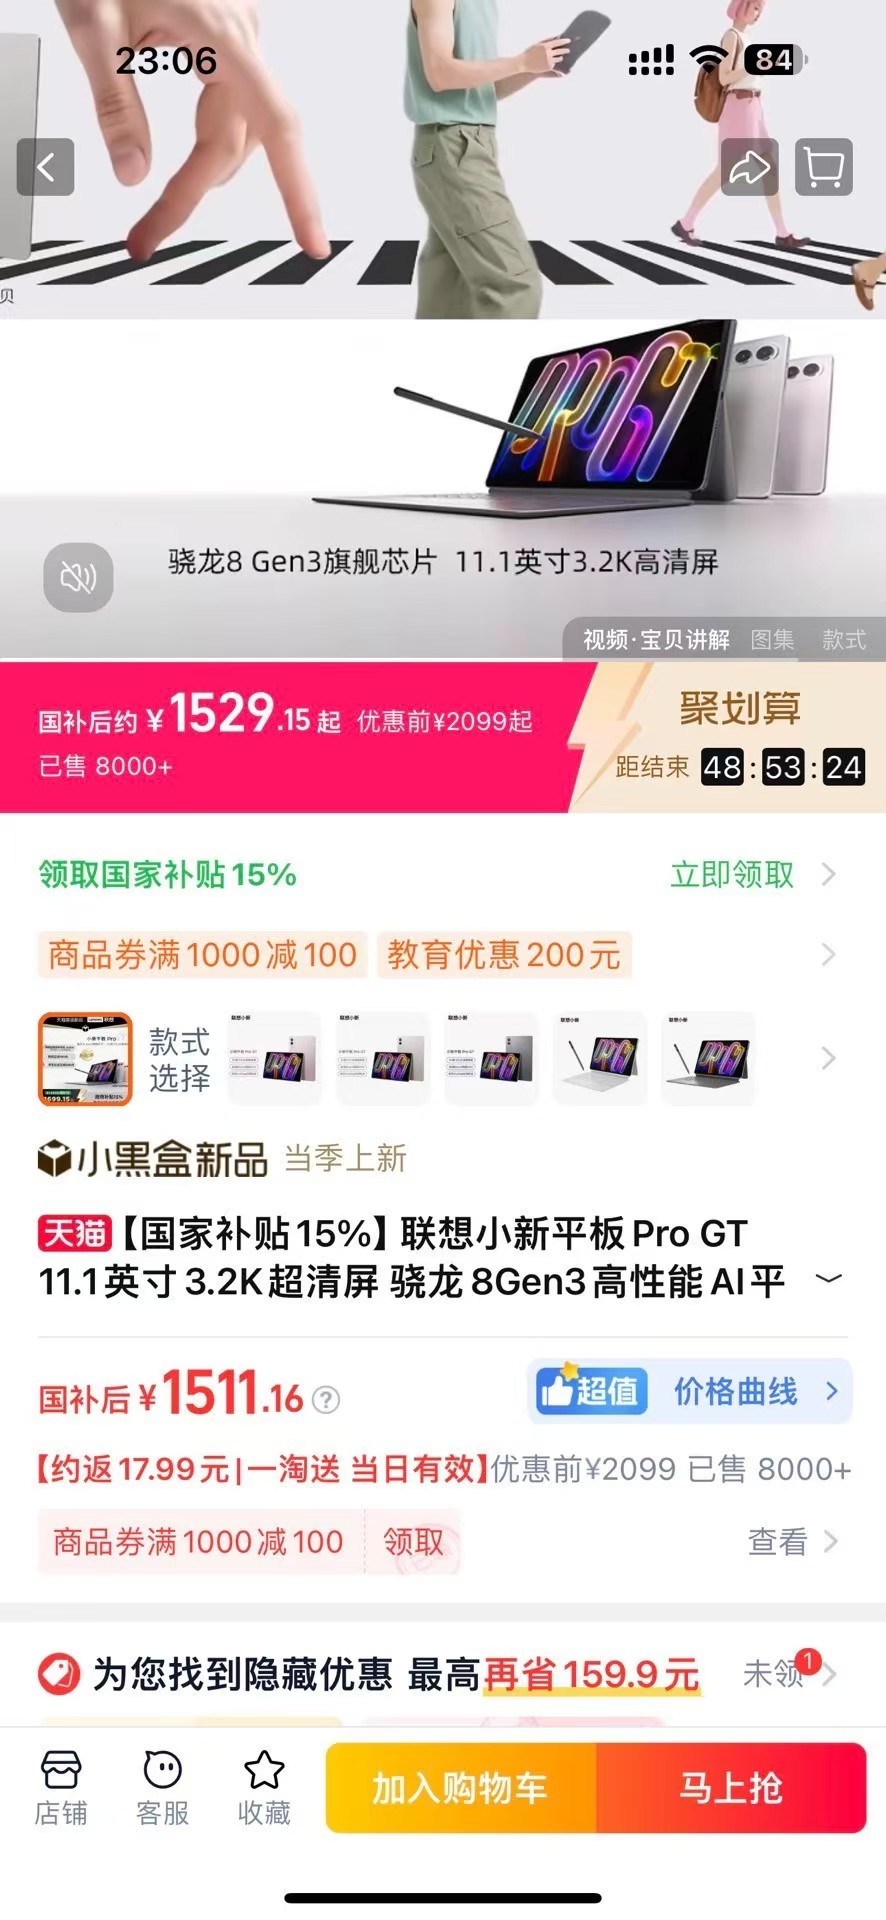 23:06
84
贝
骁龙8 Gen3旗舰芯片 11.1英寸3.2K高清屏
视频·宝贝讲解 图集 款式
国补后约¥1529.15起 优惠前¥2099起
已售 8000+
聚划算
距结束 48:53:24
领取国家补贴15%
立即领取
商品券满1000减100
教育优惠200元
款式
选择
小黑盒新品 当季上新
天猫【国家补贴15%】联想小新平板Pro GT
11.1英寸3.2K超清屏 骁龙8Gen3高性能AI平
国补后¥1511.16 ?
超值 价格曲线
【约返17.99元|一淘送 当日有效】优惠前¥2099 已售 8000+
商品券满1000减100 领取
查看
为您找到隐藏优惠 最高再省159.9元
未领 1
店铺
客服
收藏
加入购物车
马上抢